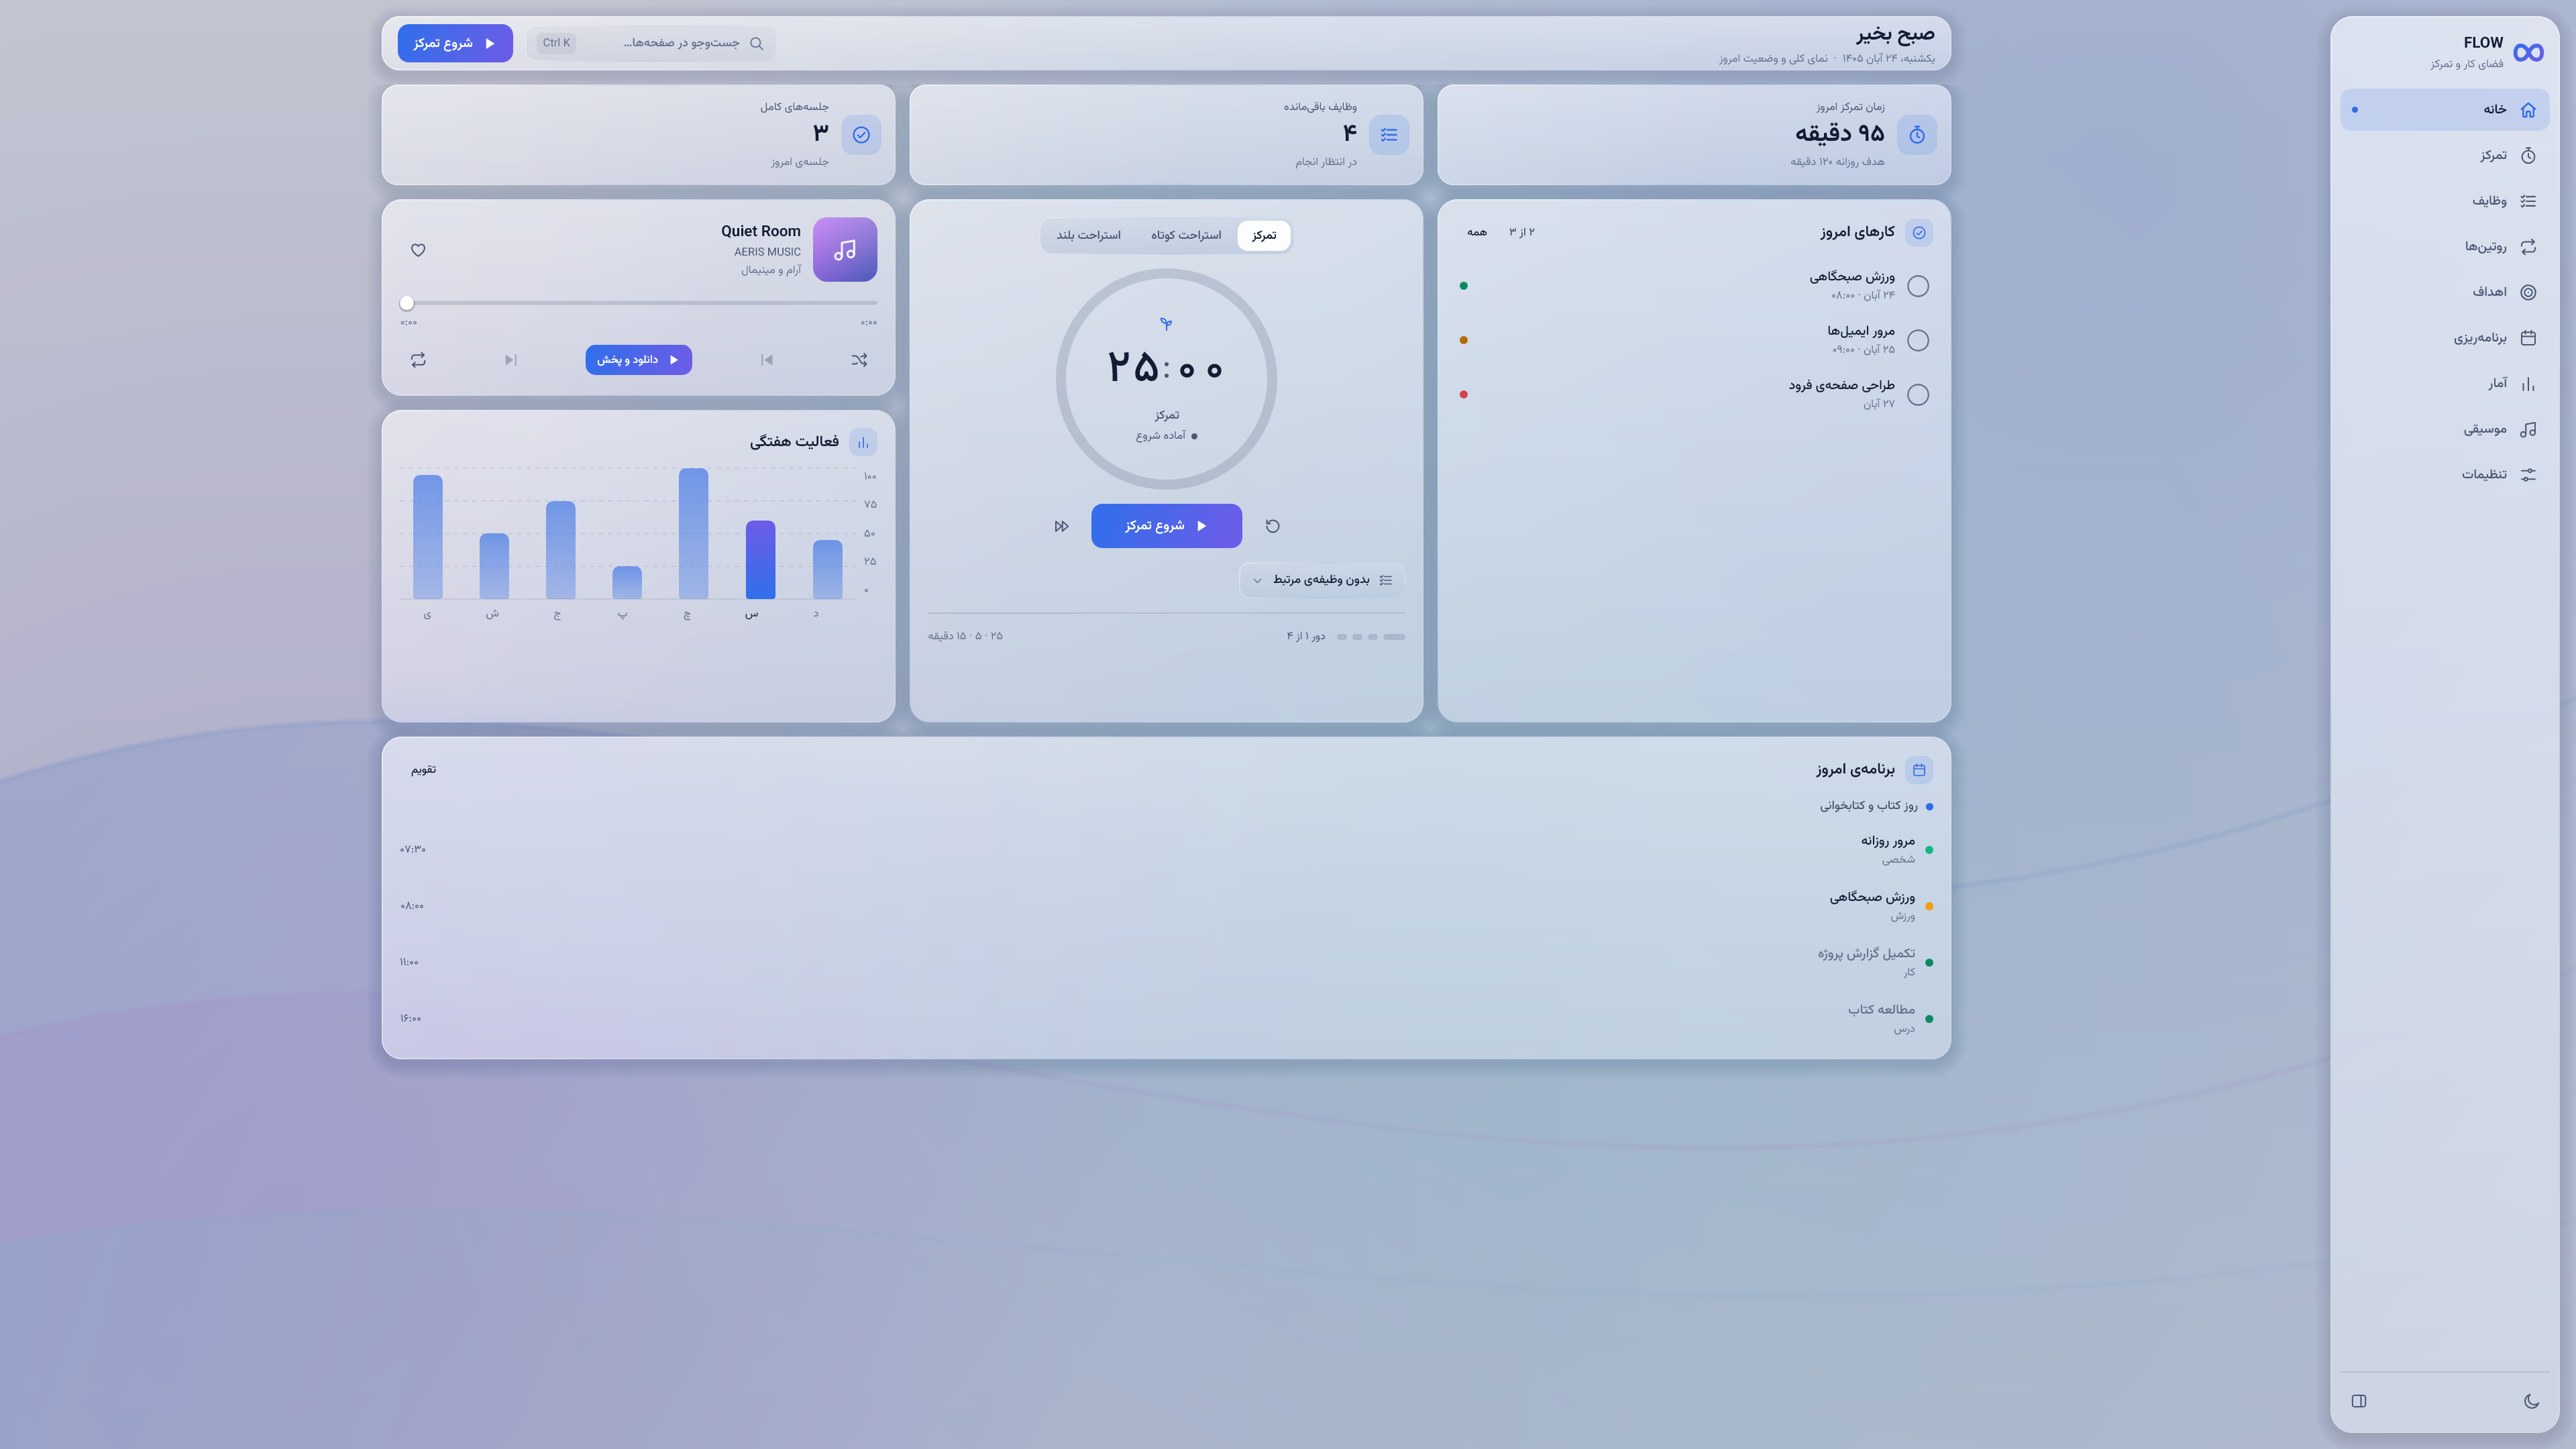 FLOW
فضای کار و تمرکز
خانه
تمرکز
وظایف
روتین‌ها
اهداف
برنامه‌ریزی
آمار
موسیقی
تنظیمات
صبح بخیر
یکشنبه، ۲۴ آبان ۱۴۰۵ · نمای کلی و وضعیت امروز
جست‌وجو در صفحه‌ها... Ctrl K
شروع تمرکز
زمان تمرکز امروز
۹۵ دقیقه
هدف روزانه ۱۲۰ دقیقه
وظایف باقی‌مانده
۴
در انتظار انجام
جلسه‌های کامل
۳
جلسه‌ی امروز
کارهای امروز ۲ از ۳ همه
ورزش صبحگاهی
۲۴ آبان · ۰۸:۰۰
مرور ایمیل‌ها
۲۵ آبان · ۰۹:۰۰
طراحی صفحه‌ی فرود
۲۷ آبان
تمرکز استراحت کوتاه استراحت بلند
۲۵:۰۰
تمرکز
آماده شروع
شروع تمرکز
بدون وظیفه‌ی مرتبط
دور ۱ از ۴ ۲۵ · ۵ · ۱۵ دقیقه
Quiet Room
AERIS MUSIC
آرام و مینیمال
۰:۰۰ ۰:۰۰
دانلود و پخش
فعالیت هفتگی
۱۰۰
۷۵
۵۰
۲۵
۰
د س چ پ ج ش ی
برنامه‌ی امروز تقویم
روز کتاب و کتابخوانی
مرور روزانه ۰۷:۳۰
شخصی
ورزش صبحگاهی ۰۸:۰۰
ورزش
تکمیل گزارش پروژه ۱۱:۰۰
کار
مطالعه کتاب ۱۶:۰۰
درس